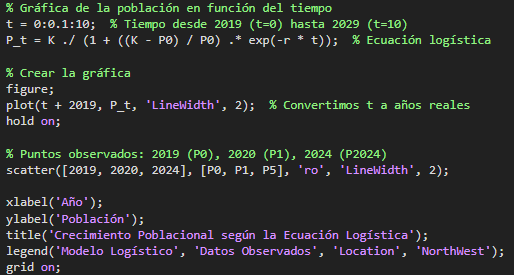 % Gráfica de la población en función del tiempo
t = 0:0.1:10;  % Tiempo desde 2019 (t=0) hasta 2029 (t=10)
P_t = K ./ (1 + ((K - P0) / P0) .* exp(-r * t));  % Ecuación logística
% Crear la gráfica
figure;
plot(t + 2019, P_t, 'LineWidth', 2);  % Convertimos t a años reales
hold on;
% Puntos observados: 2019 (P0), 2020 (P1), 2024 (P2024)
scatter([2019, 2020, 2024], [P0, P1, P5], 'ro', 'LineWidth', 2);
xlabel('Año');
ylabel('Población');
title('Crecimiento Poblacional según la Ecuación Logística');
legend('Modelo Logístico', 'Datos Observados', 'Location', 'NorthWest');
grid on;